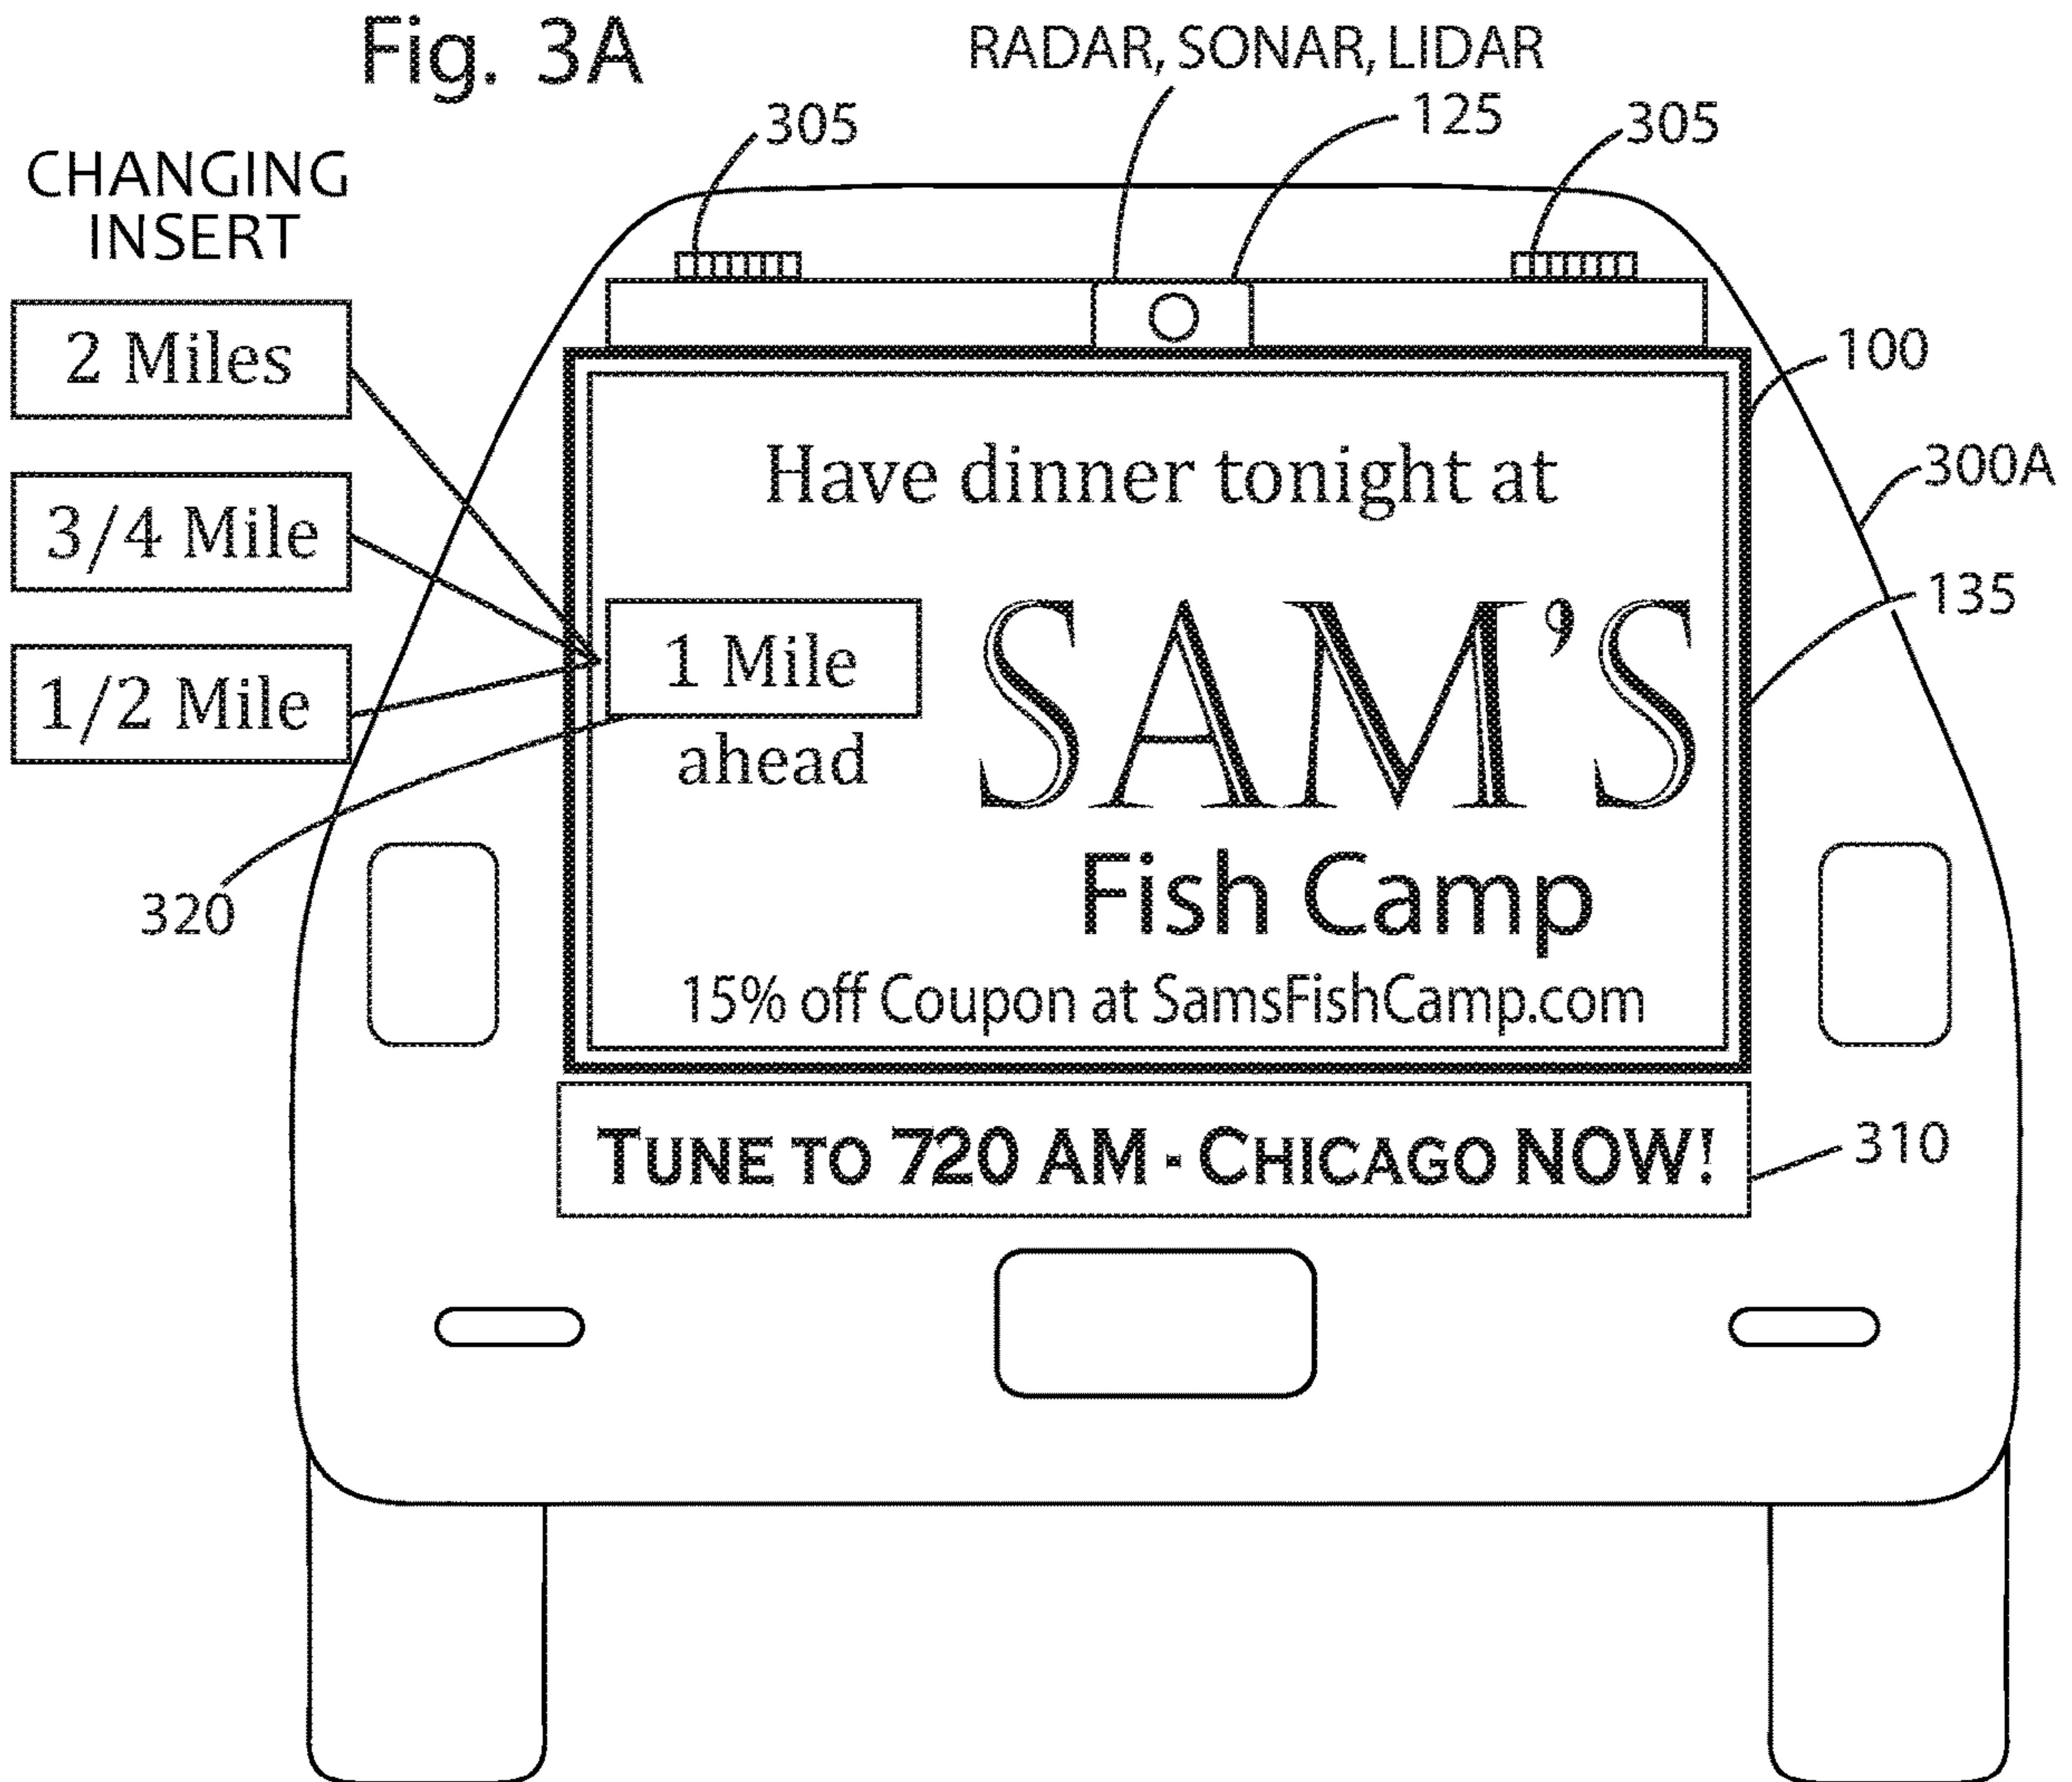 Fig. 3A
RADAR, SONAR, LIDAR
305
125
305
CHANGING
INSERT
2 Miles
3/4 Mile
1/2 Mile
100
300A
135
320
310
Have dinner tonight at
1 Mile
ahead
SAM'S
Fish Camp
15% off Coupon at SamsFishCamp.com
TUNE TO 720 AM · CHICAGO NOW!